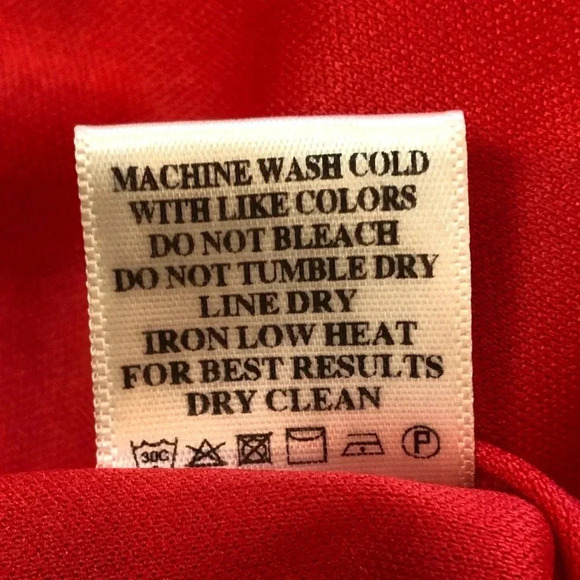 MACHINE WASH COLD
WITH LIKE COLORS
DO NOT BLEACH
DO NOT TUMBLE DRY
LINE DRY
IRON LOW HEAT
FOR BEST RESULTS
DRY CLEAN
30C P